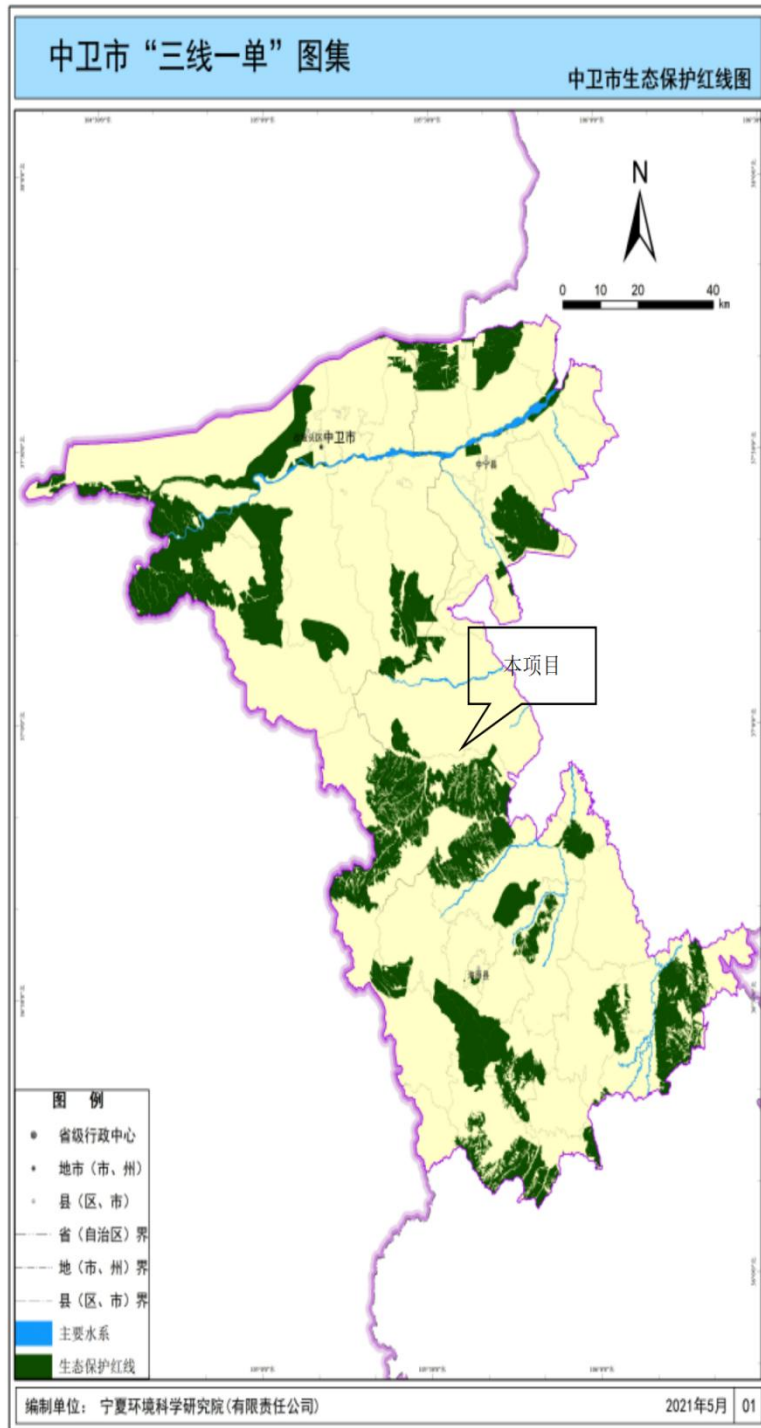 中卫市“三线一单”图集
中卫市生态保护红线图
N
0 10 20 40
km
中卫市
中宁县
本项目
图 例
省级行政中心
地市（市、州）
县（区、市）
省（自治区）界
地（市、州）界
县（区、市）界
主要水系
生态保护红线
编制单位： 宁夏环境科学研究院(有限责任公司)
2021年5月 01